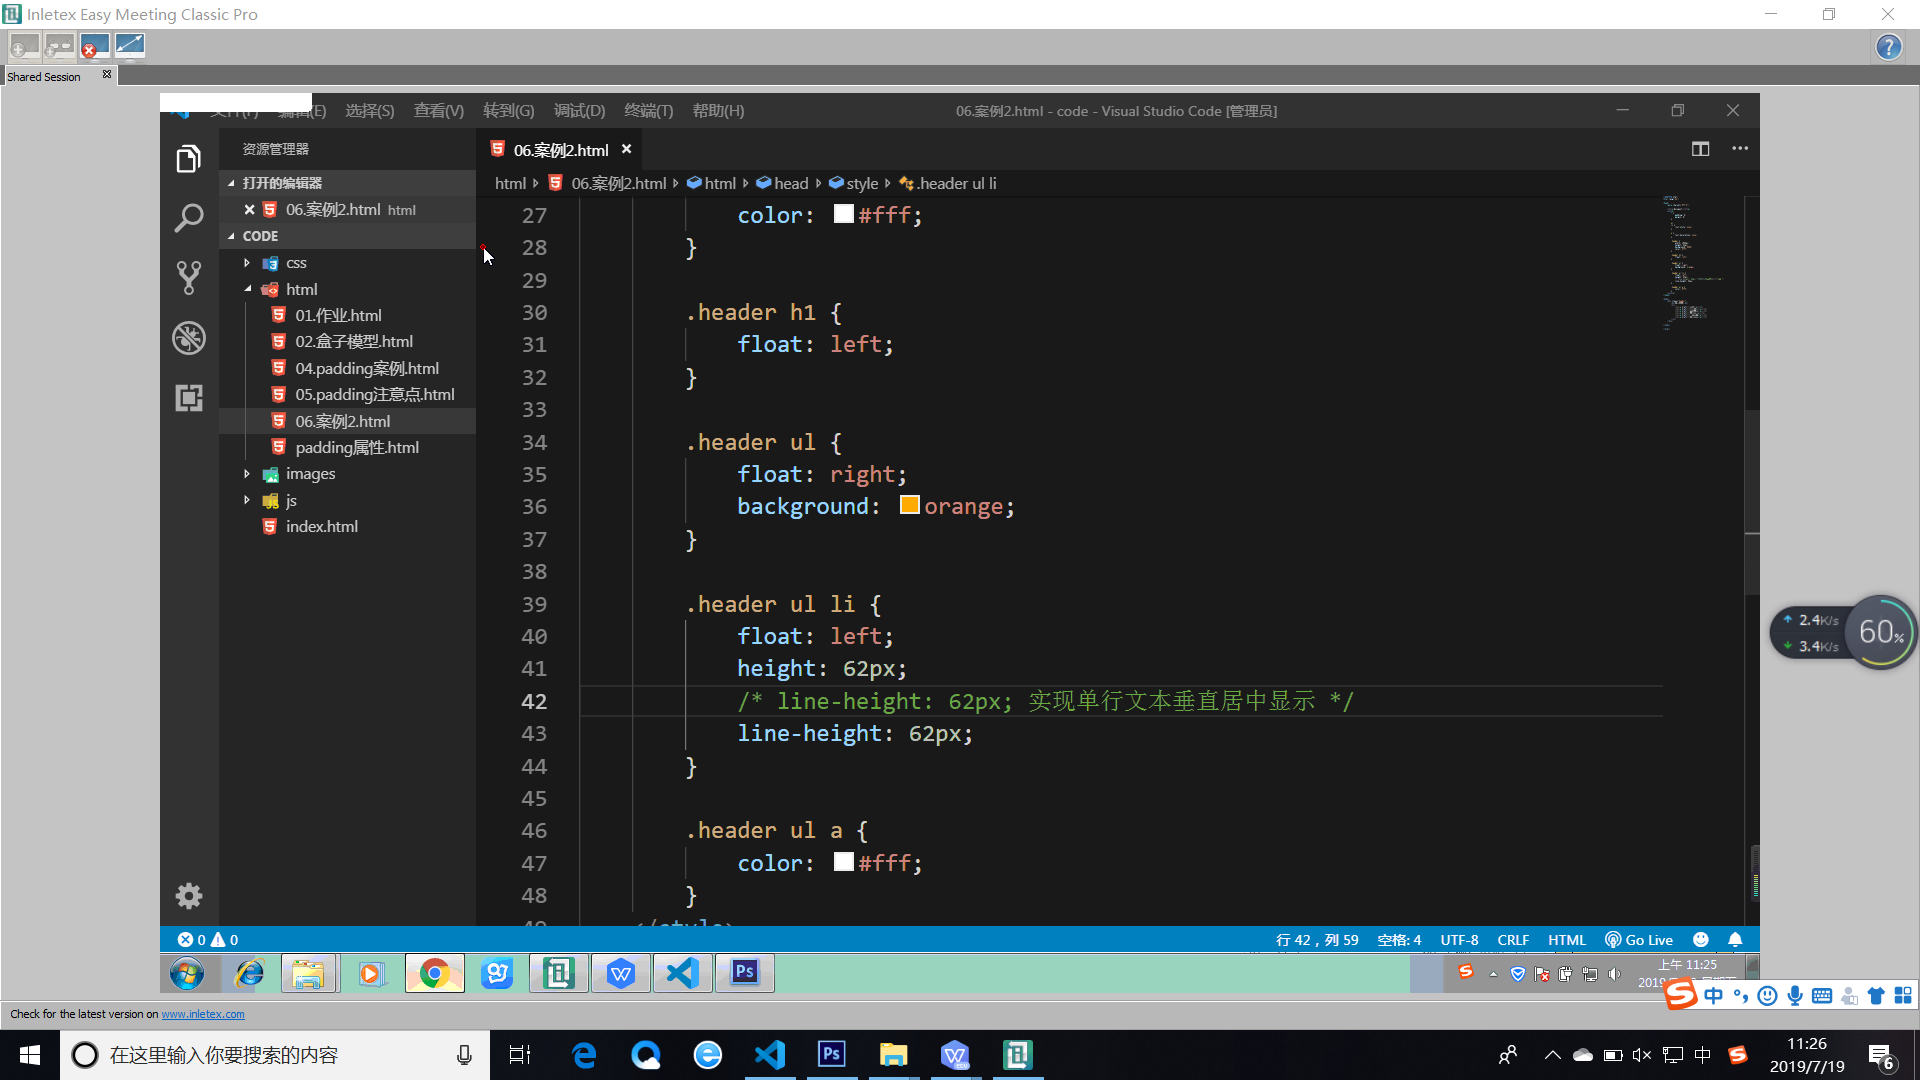 Inletex Easy Meeting Classic Pro
Shared Session
选择(S) 查看(V) 转到(G) 调试(D) 终端(T) 帮助(H)
06.案例2.html - code - Visual Studio Code [管理员]
资源管理器
打开的编辑器
06.案例2.html html
CODE
css
html
01.作业.html
02.盒子模型.html
04.padding案例.html
05.padding注意点.html
06.案例2.html
padding属性.html
images
js
index.html
06.案例2.html
html 06.案例2.html html head style .header ul li
27 color: #fff;
28 }
29
30 .header h1 {
31 float: left;
32 }
33
34 .header ul {
35 float: right;
36 background: orange;
37 }
38
39 .header ul li {
40 float: left;
41 height: 62px;
42 /* line-height: 62px; 实现单行文本垂直居中显示 */
43 line-height: 62px;
44 }
45
46 .header ul a {
47 color: #fff;
48 }
0 0
行 42，列 59 空格: 4 UTF-8 CRLF HTML Go Live
上午 11:25
2.4K/s
3.4K/s
60%
中
Check for the latest version on www.inletex.com
在这里输入你要搜索的内容
Ps
Ps
中
11:26
2019/7/19
6